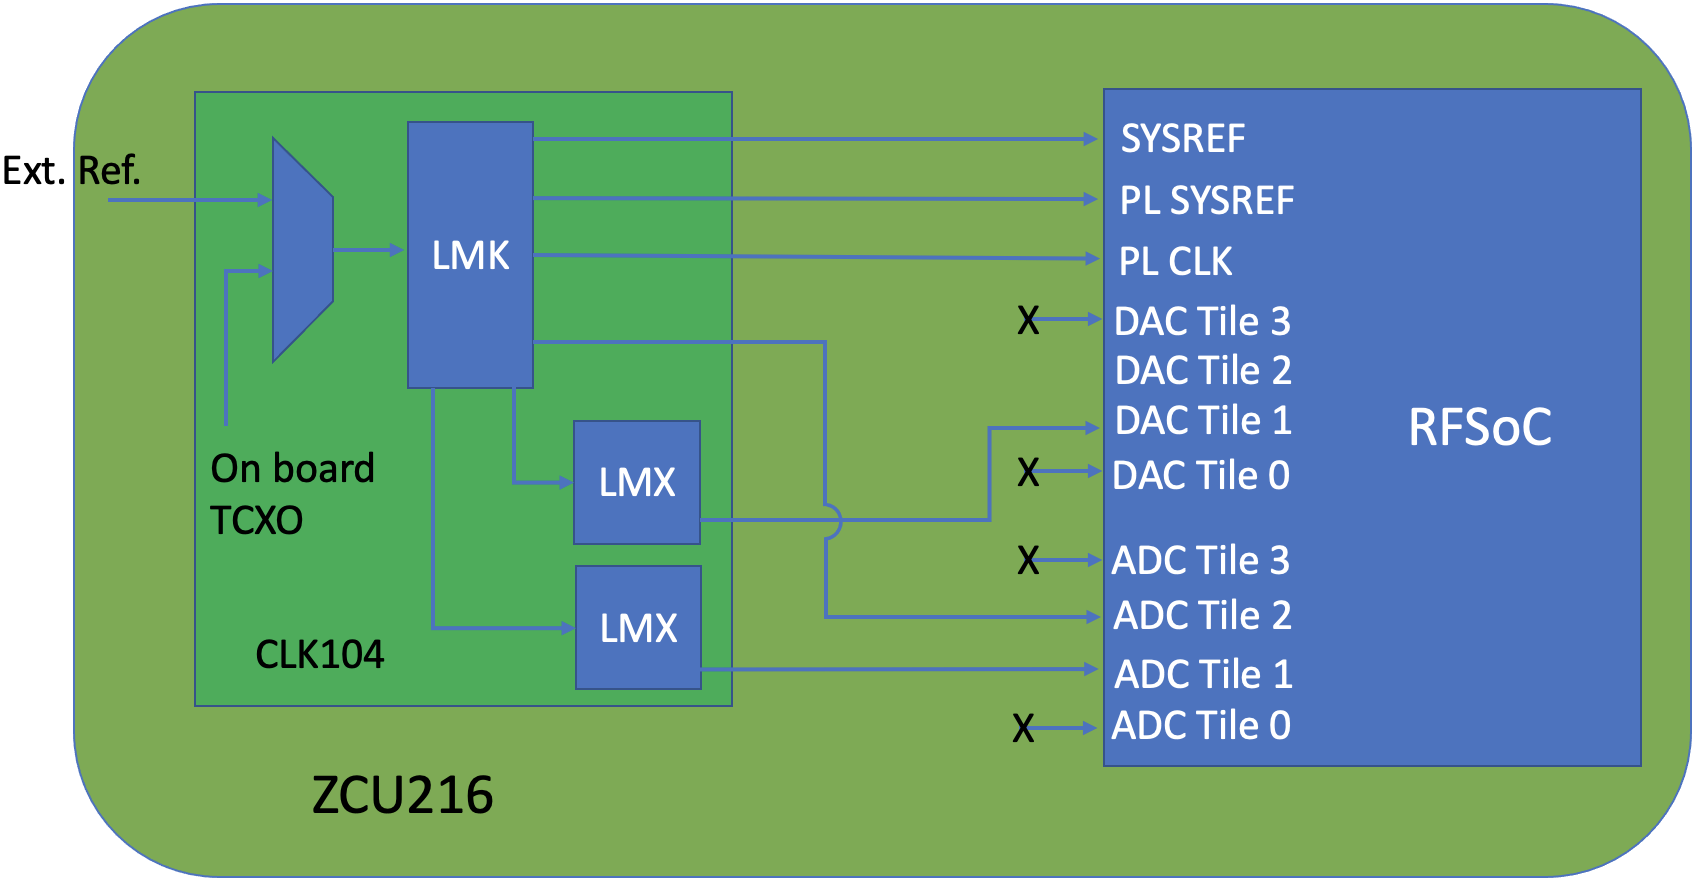 Ext. Ref.
On board
TCXO
CLK104
ZCU216
LMK
LMX
LMX
X
X
X
X
SYSREF
PL SYSREF
PL CLK
DAC Tile 3
DAC Tile 2
DAC Tile 1
DAC Tile 0
ADC Tile 3
ADC Tile 2
ADC Tile 1
ADC Tile 0
RFSoC